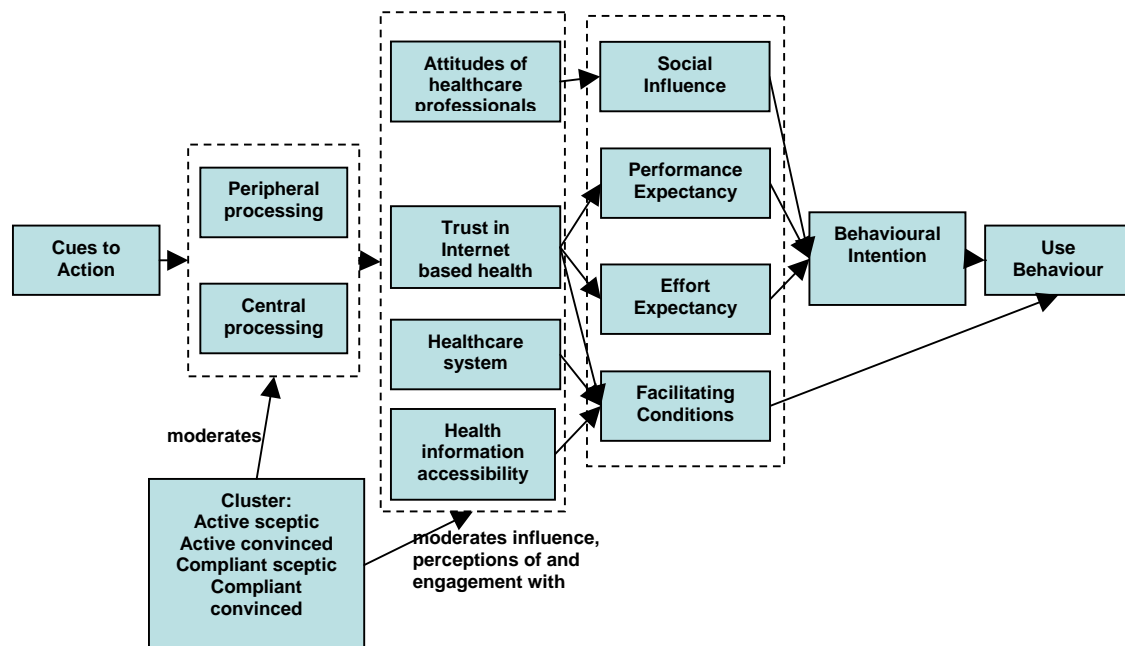 Cues to
Action
Peripheral
processing
Central
processing
moderates
Cluster:
Active sceptic
Active convinced
Compliant sceptic
Compliant
convinced
Attitudes of
healthcare
professionals
Trust in
Internet
based health
Healthcare
system
Health
information
accessibility
moderates influence,
perceptions of and
engagement with
Social
Influence
Performance
Expectancy
Effort
Expectancy
Facilitating
Conditions
Behavioural
Intention
Use
Behaviour